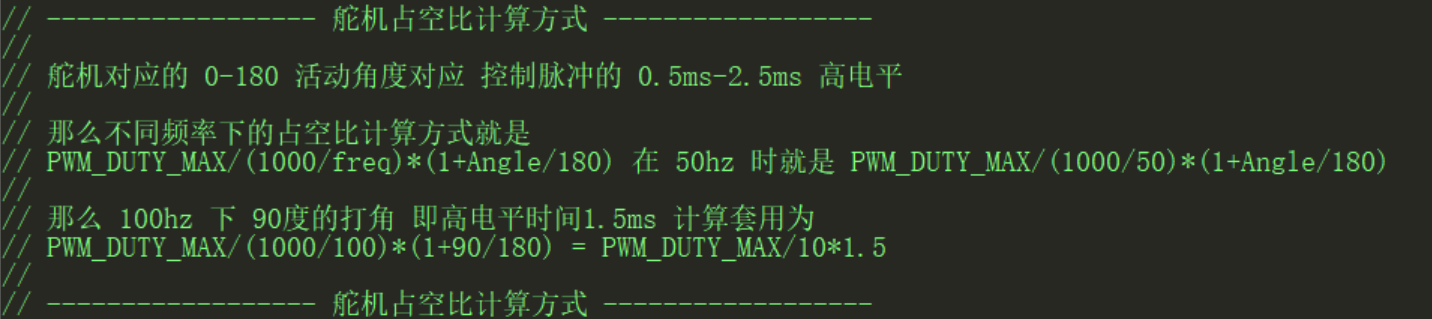 // ------------------ 舵机占空比计算方式 ------------------
//
// 舵机对应的 0-180 活动角度对应 控制脉冲的 0.5ms-2.5ms 高电平
//
// 那么不同频率下的占空比计算方式就是
// PWM_DUTY_MAX/(1000/freq)*(1+Angle/180) 在 50hz 时就是 PWM_DUTY_MAX/(1000/50)*(1+Angle/180)
//
// 那么 100hz 下 90度的打角 即高电平时间1.5ms 计算套用为
// PWM_DUTY_MAX/(1000/100)*(1+90/180) = PWM_DUTY_MAX/10*1.5
//
// ------------------ 舵机占空比计算方式 ------------------